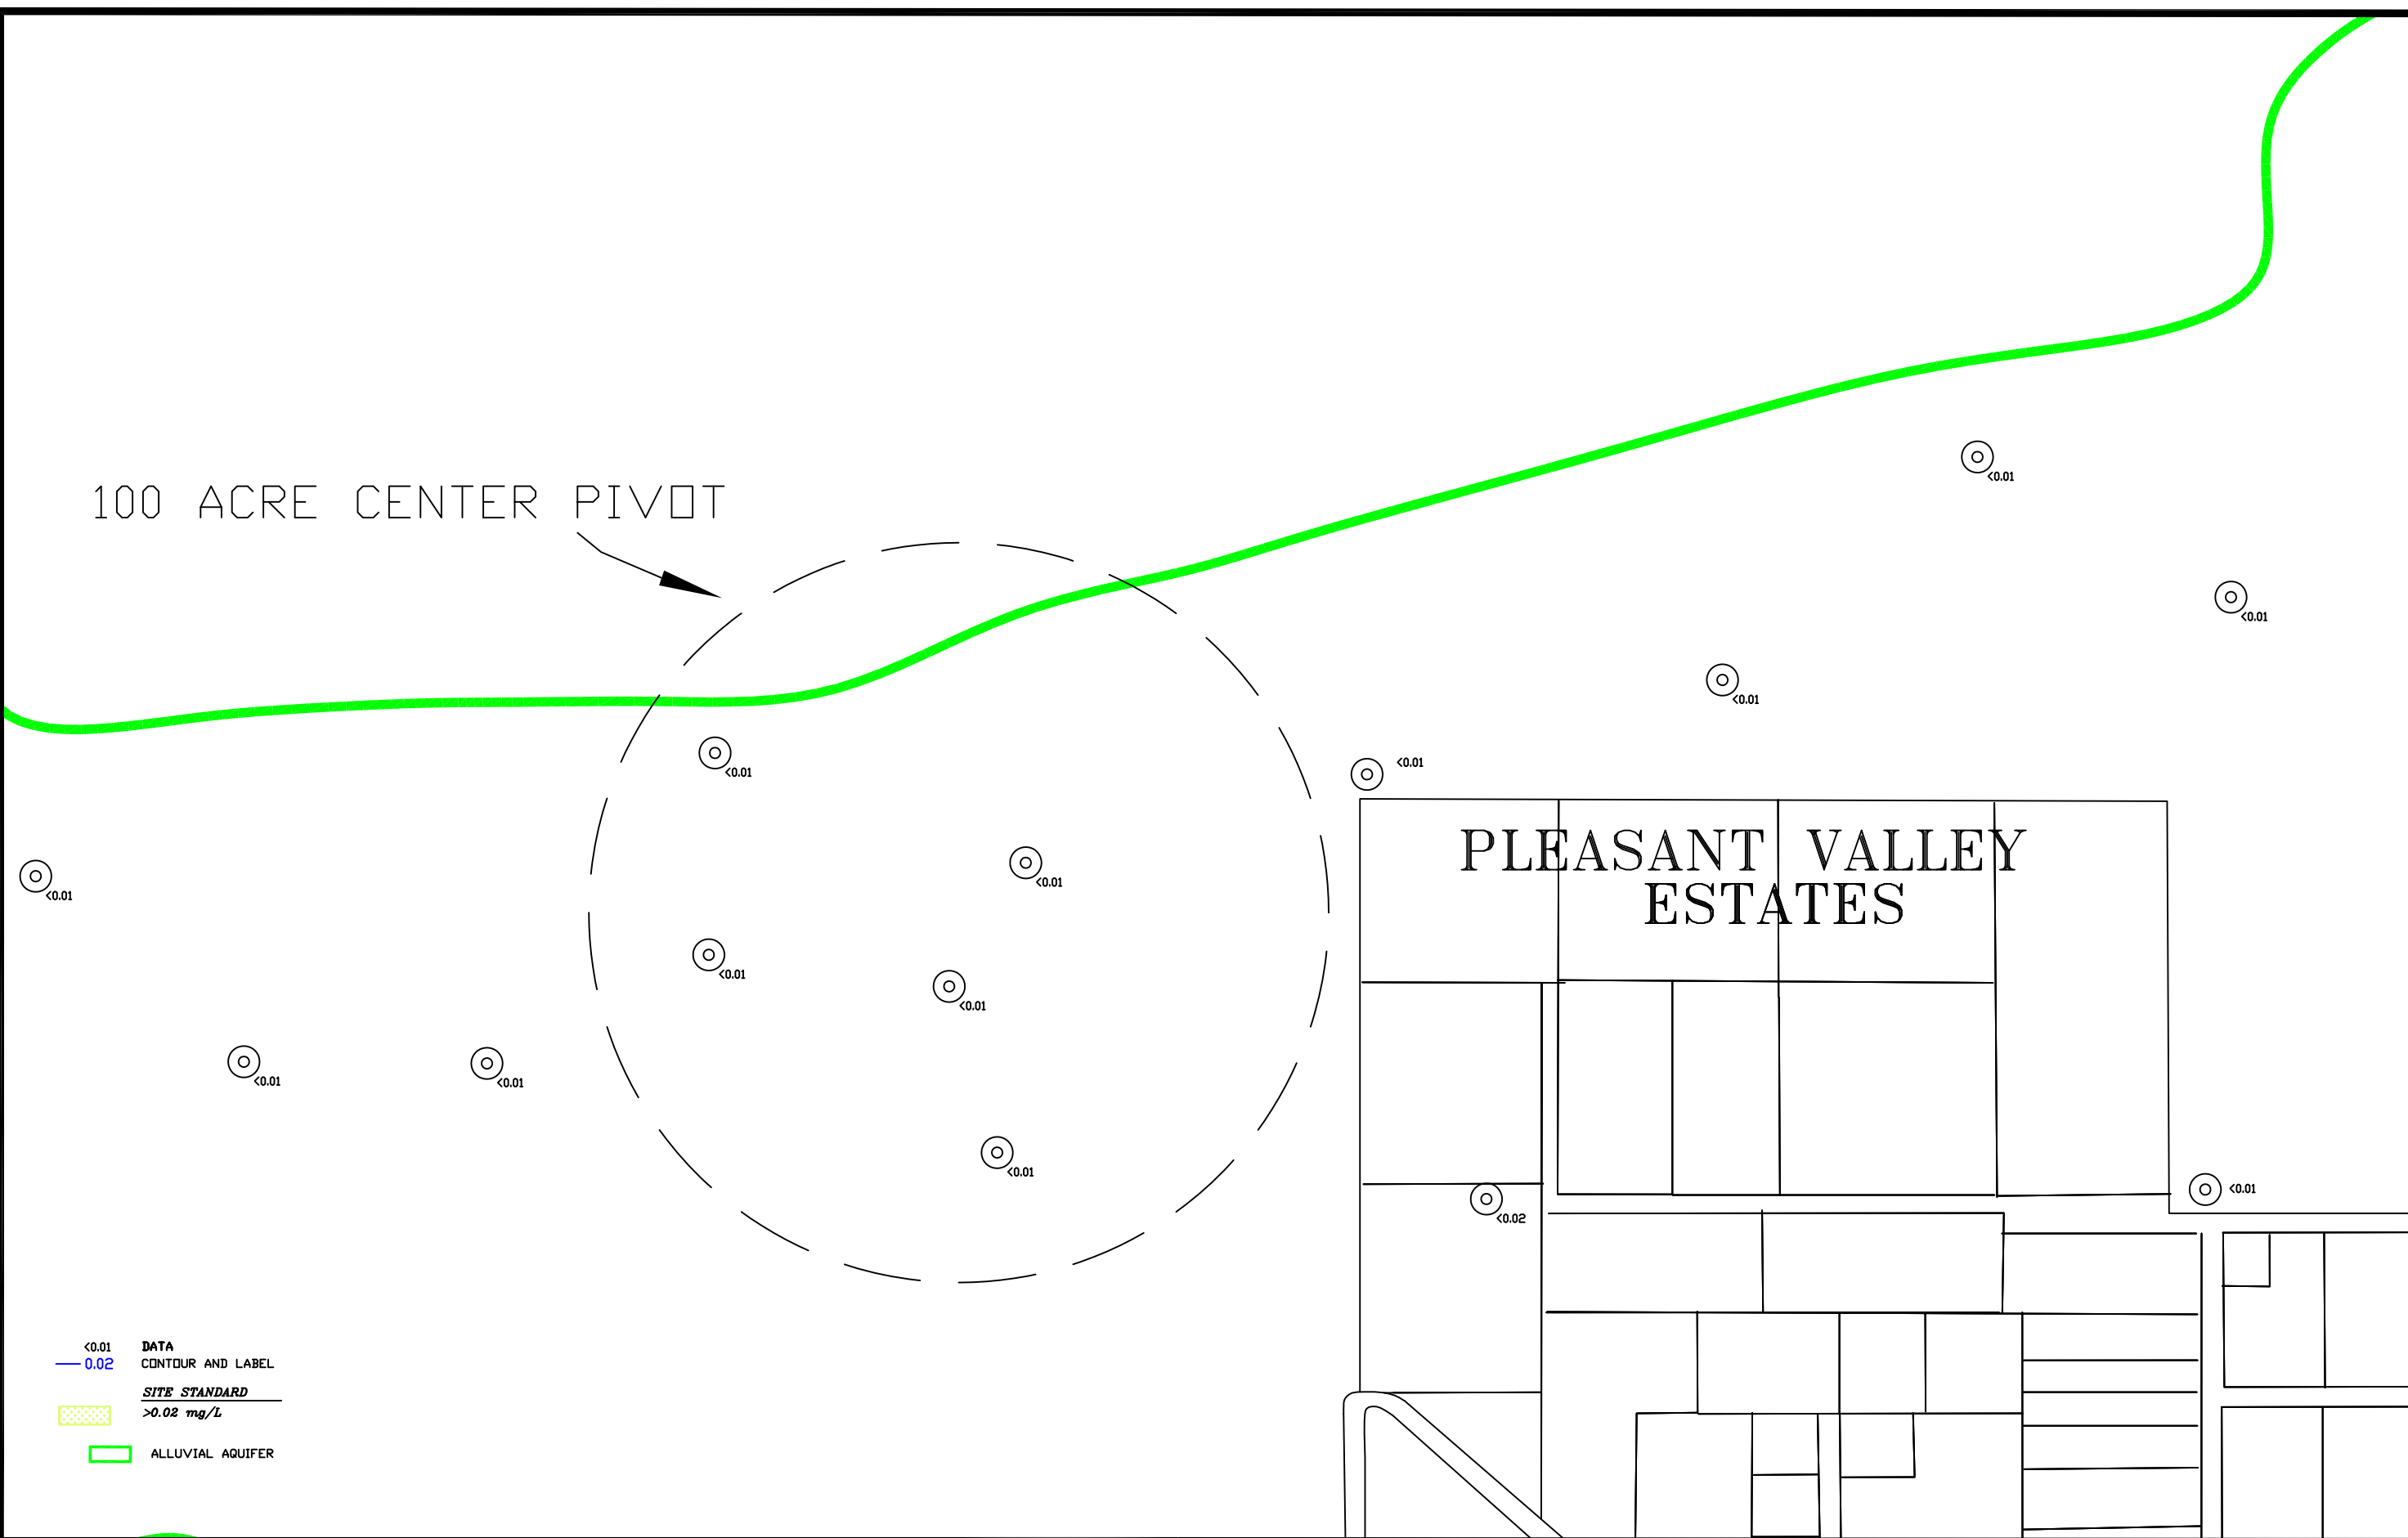 100 ACRE CENTER PIVOT
<0.01
<0.01
<0.01
<0.01
<0.01
<0.01
PLEASANT VALLEY
ESTATES
<0.01
<0.01
<0.01
<0.01
<0.01
<0.01
<0.01
<0.01
<0.02
<0.01 DATA
0.02 CONTOUR AND LABEL
SITE STANDARD
>0.02 mg/L
ALLUVIAL AQUIFER